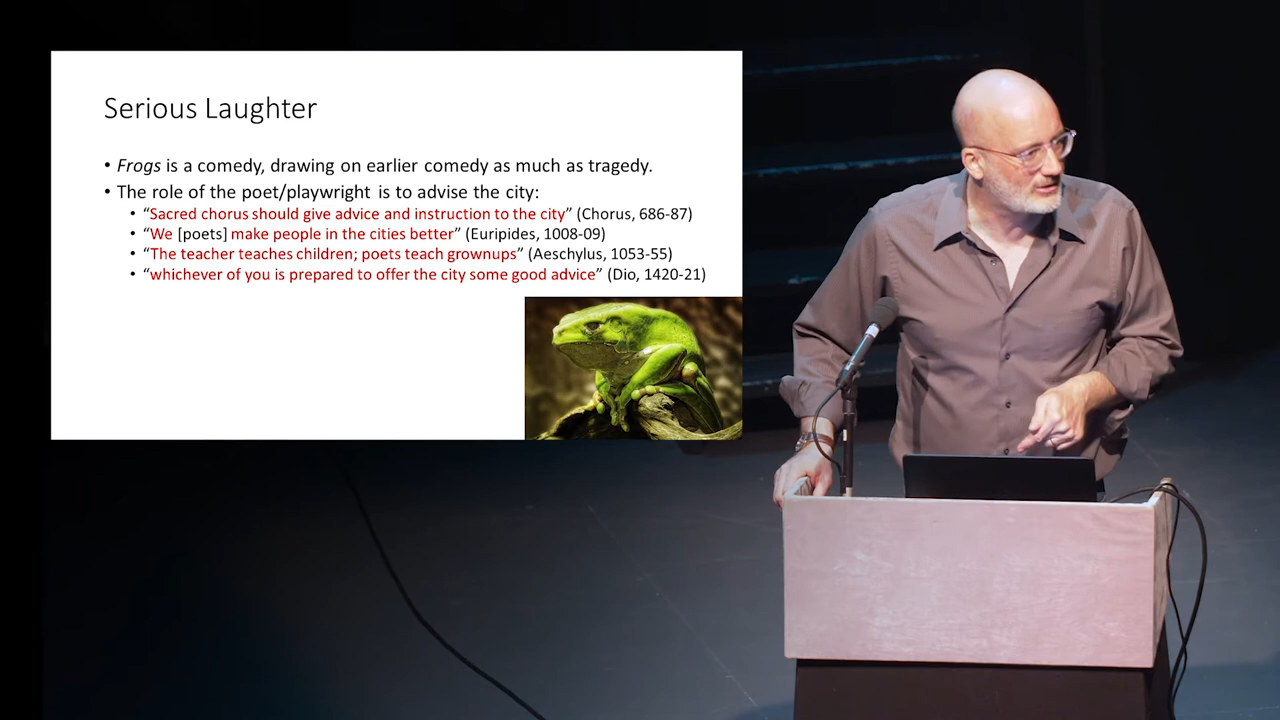 Serious Laughter
• Frogs is a comedy, drawing on earlier comedy as much as tragedy.
• The role of the poet/playwright is to advise the city:
• “Sacred chorus should give advice and instruction to the city” (Chorus, 686-87)
• “We [poets] make people in the cities better” (Euripides, 1008-09)
• “The teacher teaches children; poets teach grownups” (Aeschylus, 1053-55)
• “whichever of you is prepared to offer the city some good advice” (Dio, 1420-21)